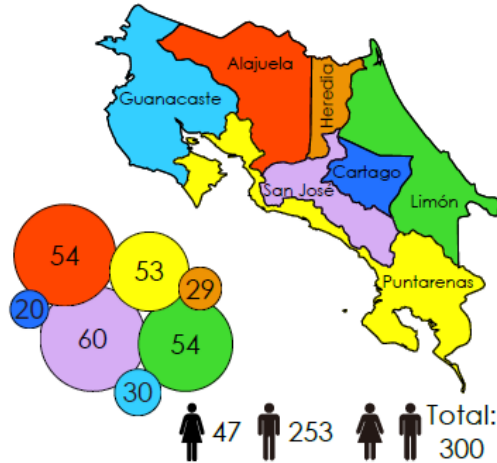 Alajuela
Guanacaste
Heredia
Cartago
San José
Limón
Puntarenas
54
53
29
20
60
54
30
47
253
Total:
300